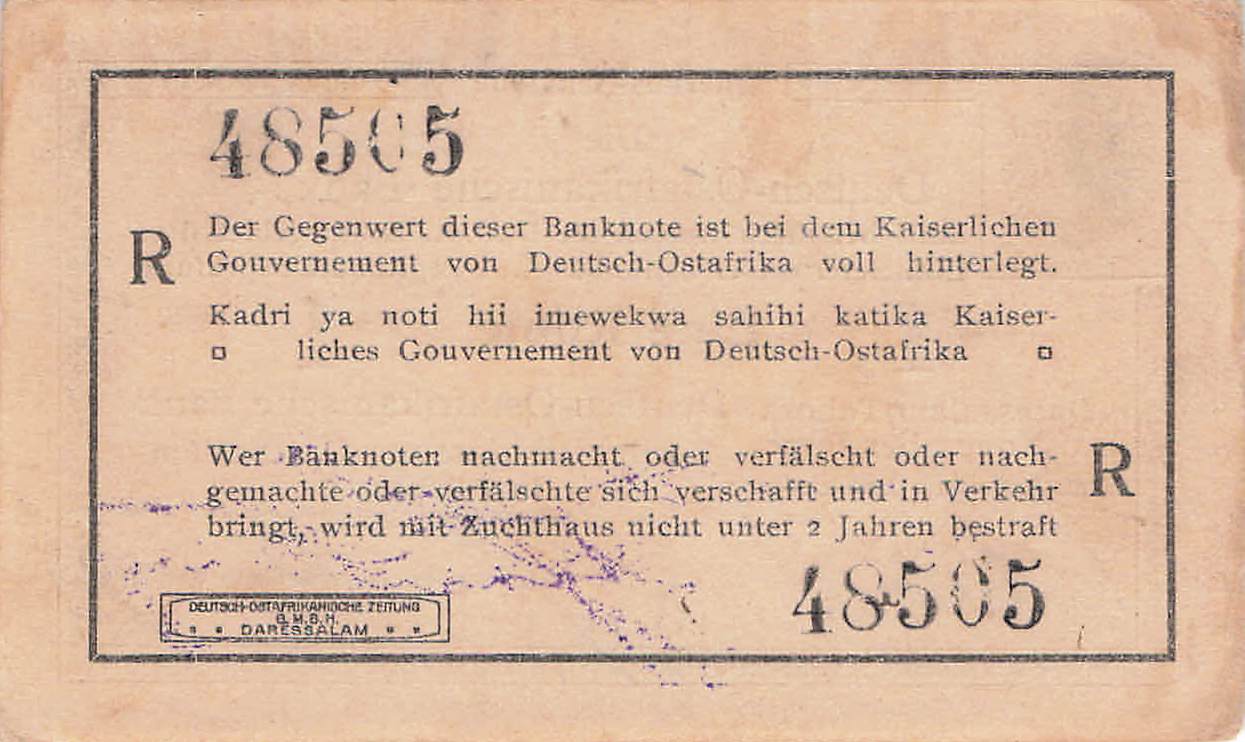 48505
R
Der Gegenwert dieser Banknote ist bei dem Kaiserlichen
Gouvernement von Deutsch-Ostafrika voll hinterlegt.
Kadri ya noti hii imewekwa sahihi katika Kaiser-
liches Gouvernement von Deutsch-Ostafrika
Wer Banknoten nachmacht oder verfälscht oder nach-
gemachte oder verfälschte sich verschafft und in Verkehr
bringt, wird mit Zuchthaus nicht unter 2 Jahren bestraft
R
48505
DEUTSCH-OSTAFRIKANISCHE ZEITUNG
G.M.B.H.
DARESSALAM